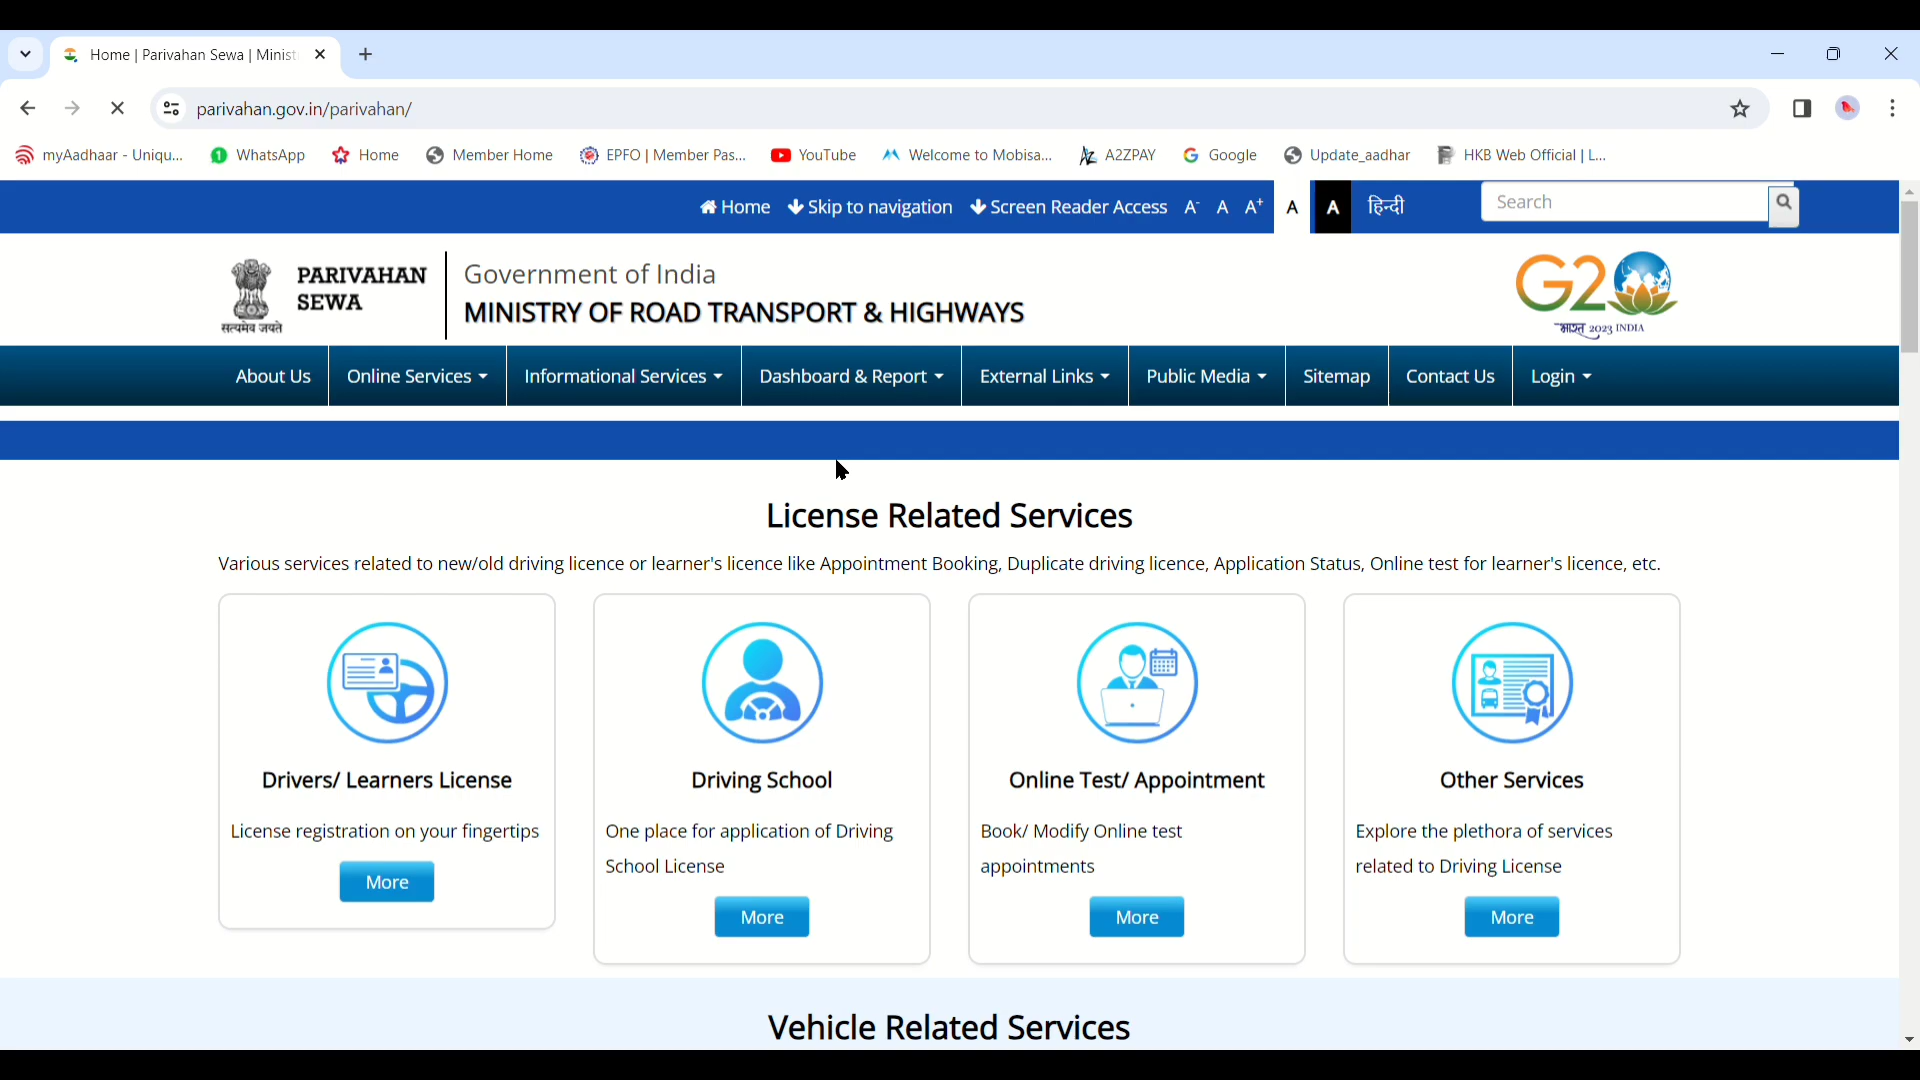 Home | Parivahan Sewa | Minist
parivahan.gov.in/parivahan/
myAadhaar - Uniqu... WhatsApp Home Member Home EPFO | Member Pas... YouTube Welcome to Mobisa... A2ZPAY Google Update_aadhar HKB Web Official | L...
Home Skip to navigation Screen Reader Access A- A A+ A A हिन्दी Search
PARIVAHAN
SEWA
सत्यमेव जयते
Government of India
MINISTRY OF ROAD TRANSPORT & HIGHWAYS
G20
भारत 2023 INDIA
About Us Online Services Informational Services Dashboard & Report External Links Public Media Sitemap Contact Us Login
License Related Services
Various services related to new/old driving licence or learner's licence like Appointment Booking, Duplicate driving licence, Application Status, Online test for learner's licence, etc.
Drivers/ Learners License
License registration on your fingertips
More
Driving School
One place for application of Driving
School License
More
Online Test/ Appointment
Book/ Modify Online test
appointments
More
Other Services
Explore the plethora of services
related to Driving License
More
Vehicle Related Services